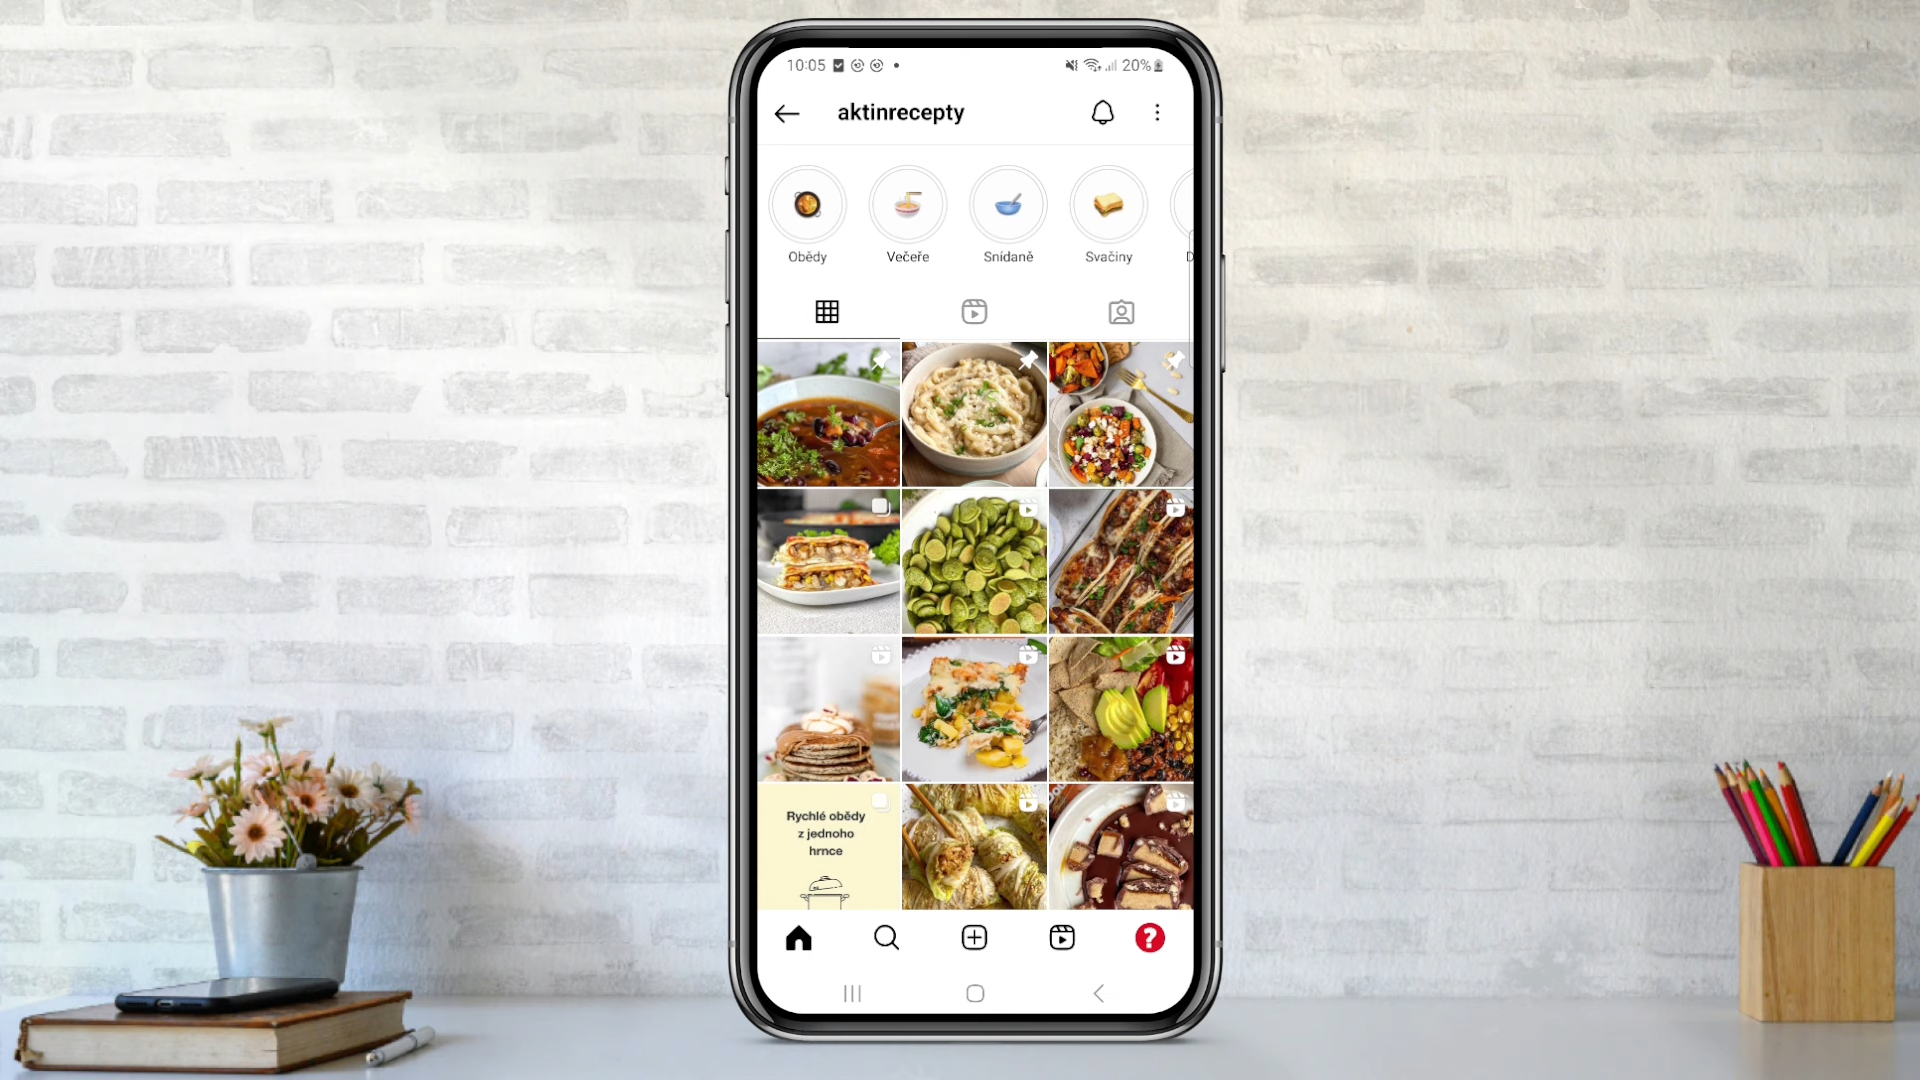 10:05
20%
aktinrecepty
Obědy
Večeře
Snídaně
Svačiny
D
Rychlé obědy
z jednoho
hrnce
?